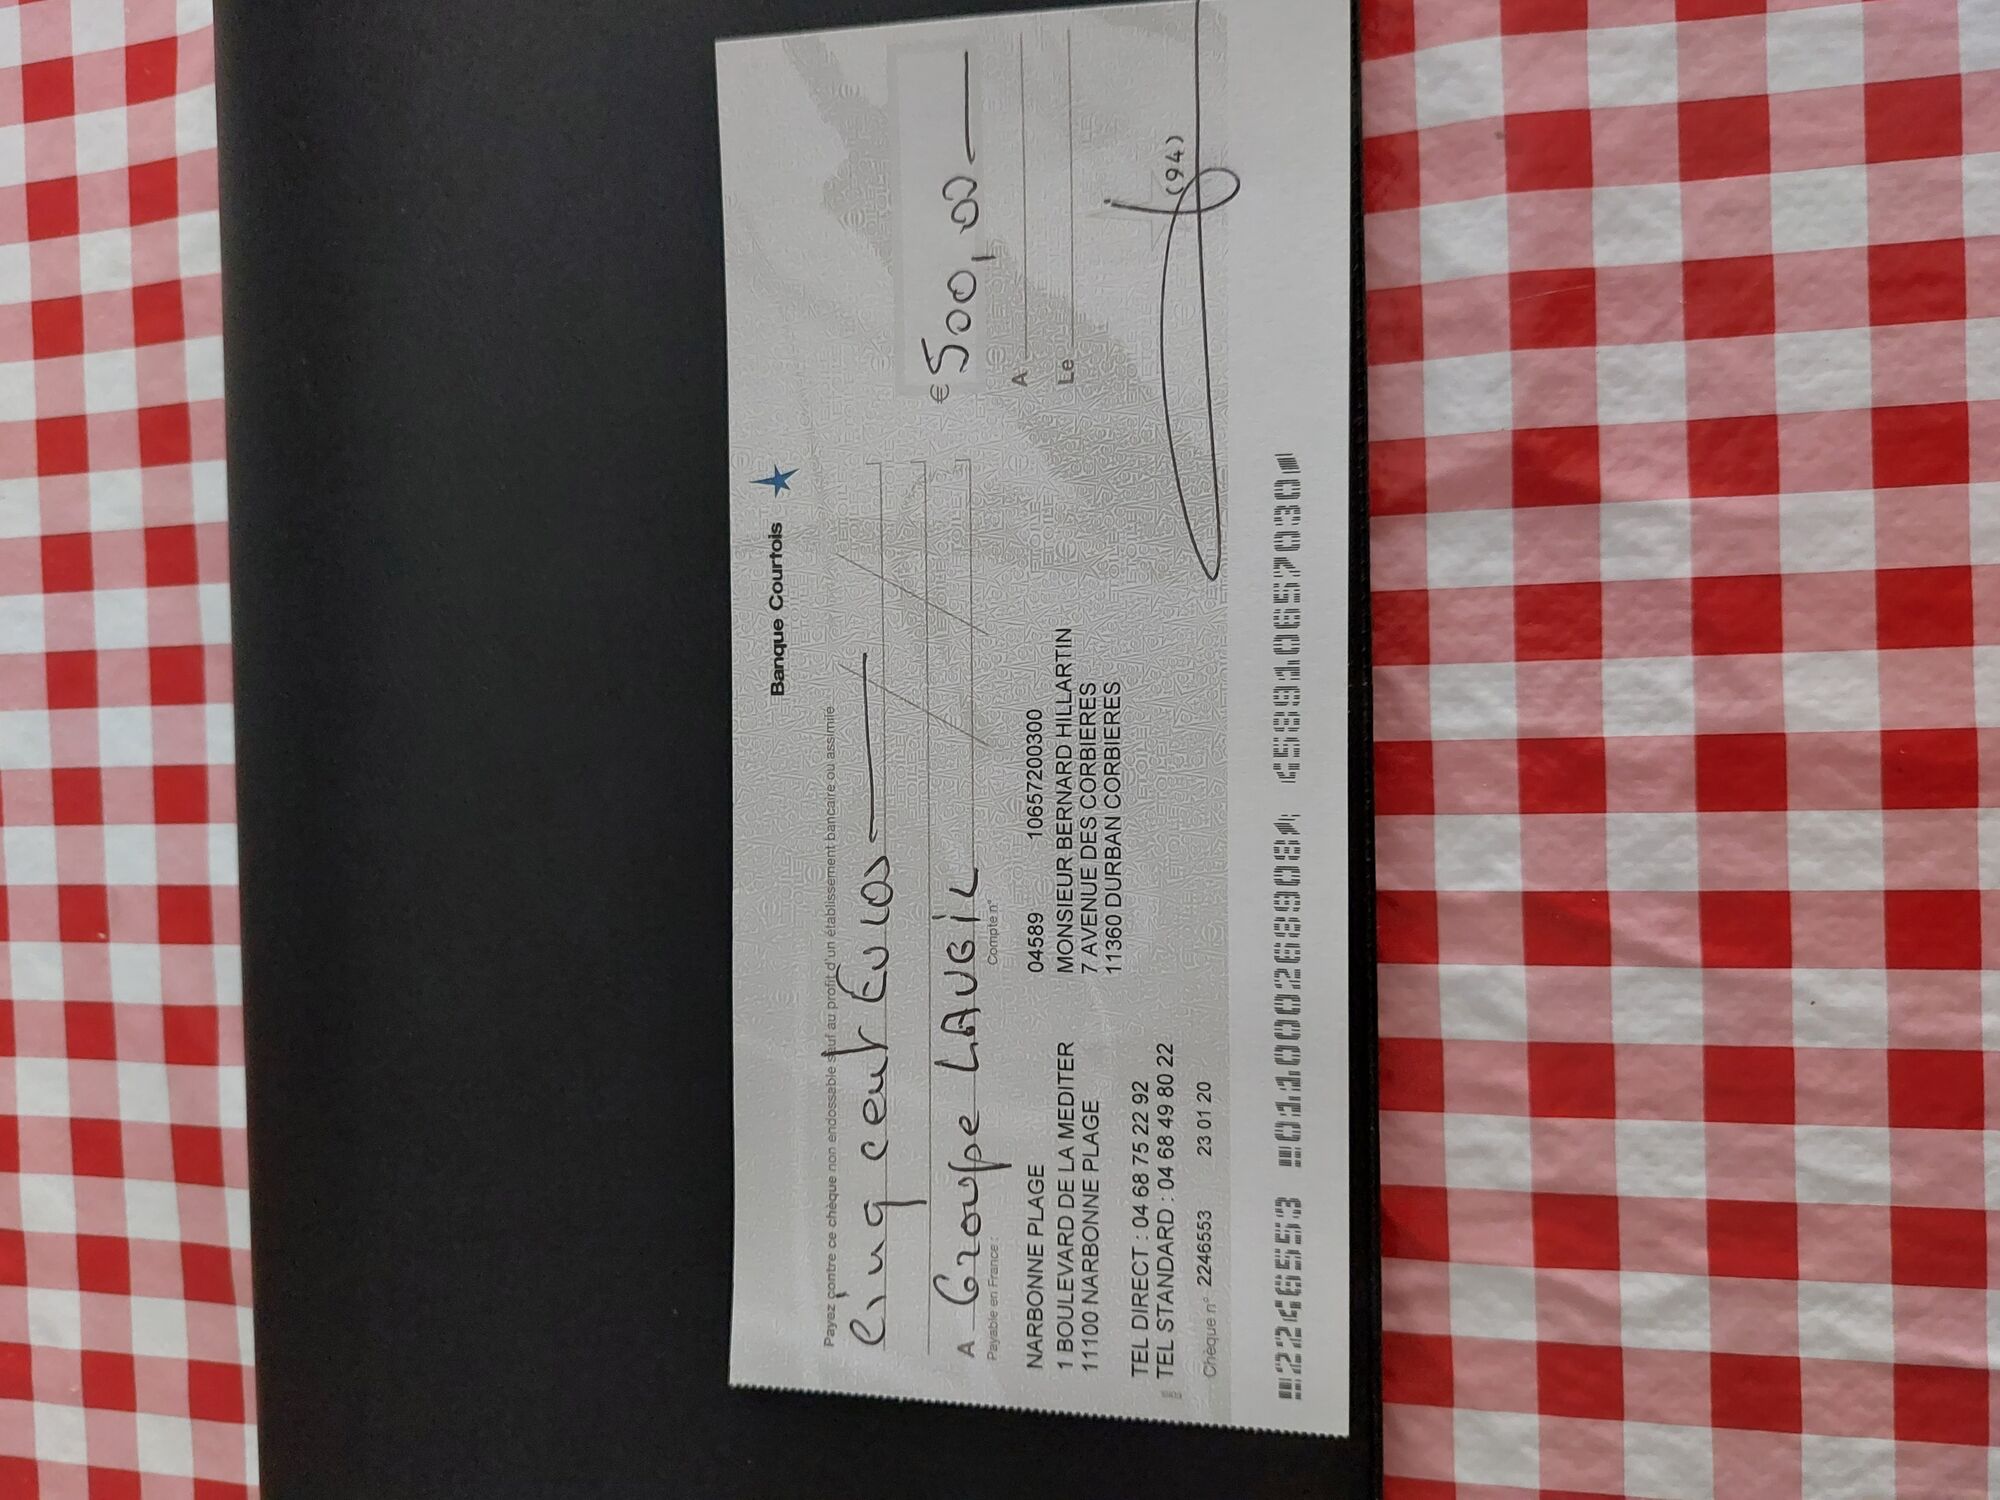 Banque Courtois
Payez contre ce chèque non endossable sauf au profit d'un établissement bancaire ou assimilé
Cinq cent Euros
€ 500,00
A Groupe LAUGIL
Payable en France :
Compte n°
A
Le
NARBONNE PLAGE
1 BOULEVARD DE LA MEDITER
11100 NARBONNE PLAGE
TEL DIRECT : 04 68 75 22 92
TEL STANDARD : 04 68 49 80 22
04589 10657200300
MONSIEUR BERNARD HILLARTIN
7 AVENUE DES CORBIERES
11360 DURBAN CORBIERES
(94)
Chèque n° 2246553 23 01 20